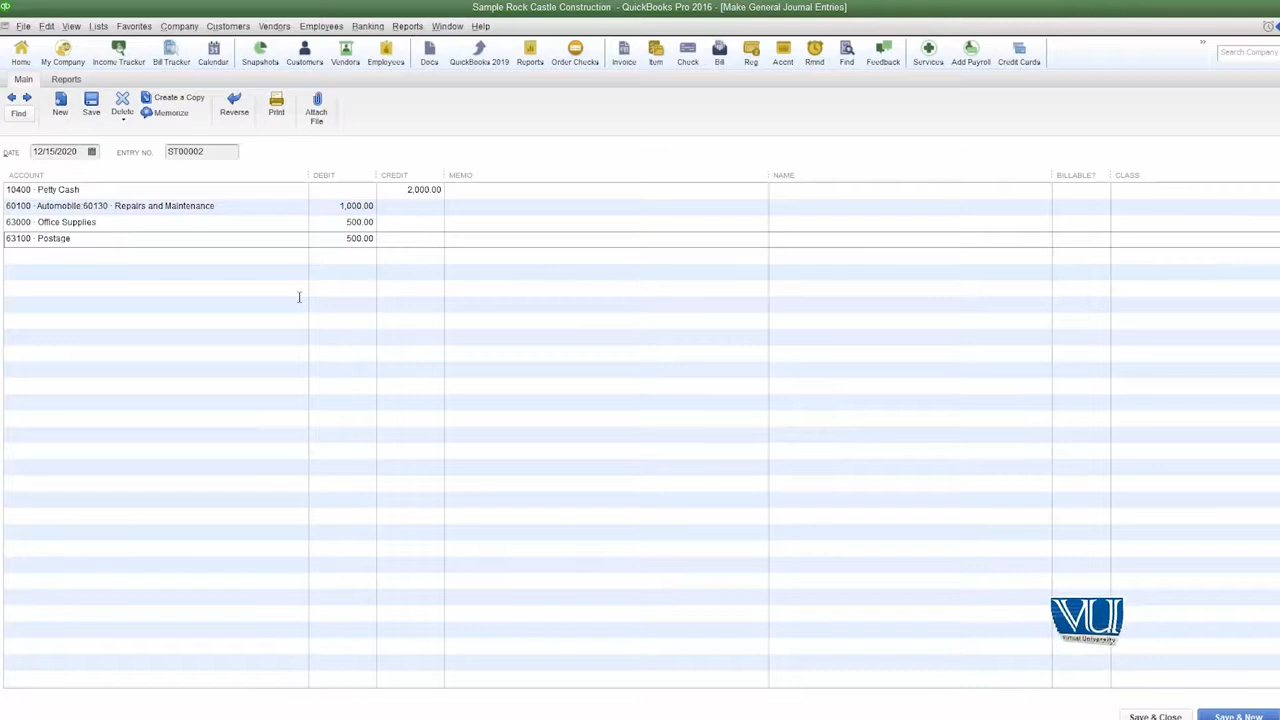 Sample Rock Castle Construction - QuickBooks Pro 2016 - [Make General Journal Entries]
File Edit View Lists Favorites Company Customers Vendors Employees Banking Reports Window Help
Home My Company Income Tracker Bill Tracker Calendar Snapshots Customers Vendors Employees Docs QuickBooks 2019 Reports Order Checks Invoice Item Check Bill Reg Accnt Rmnd Find Feedback Services Add Payroll Credit Cards » Search Company
Main Reports
Find New Save Delete Create a Copy Memorize Reverse Print Attach File
DATE 12/15/2020 ENTRY NO. ST00002
ACCOUNT DEBIT CREDIT MEMO NAME BILLABLE? CLASS
10400 · Petty Cash 2,000.00
60100 · Automobile:60130 · Repairs and Maintenance 1,000.00
63000 · Office Supplies 500.00
63100 · Postage 500.00
VU
Virtual University
Save & Close Save & New